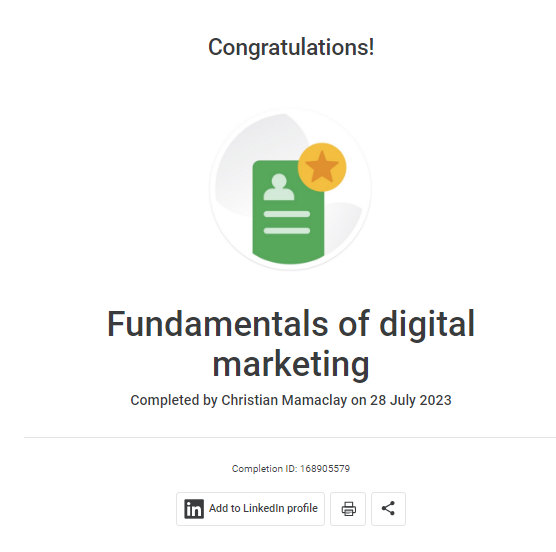 Congratulations!
Fundamentals of digital
marketing
Completed by Christian Mamaclay on 28 July 2023
Completion ID: 168905579
in Add to LinkedIn profile